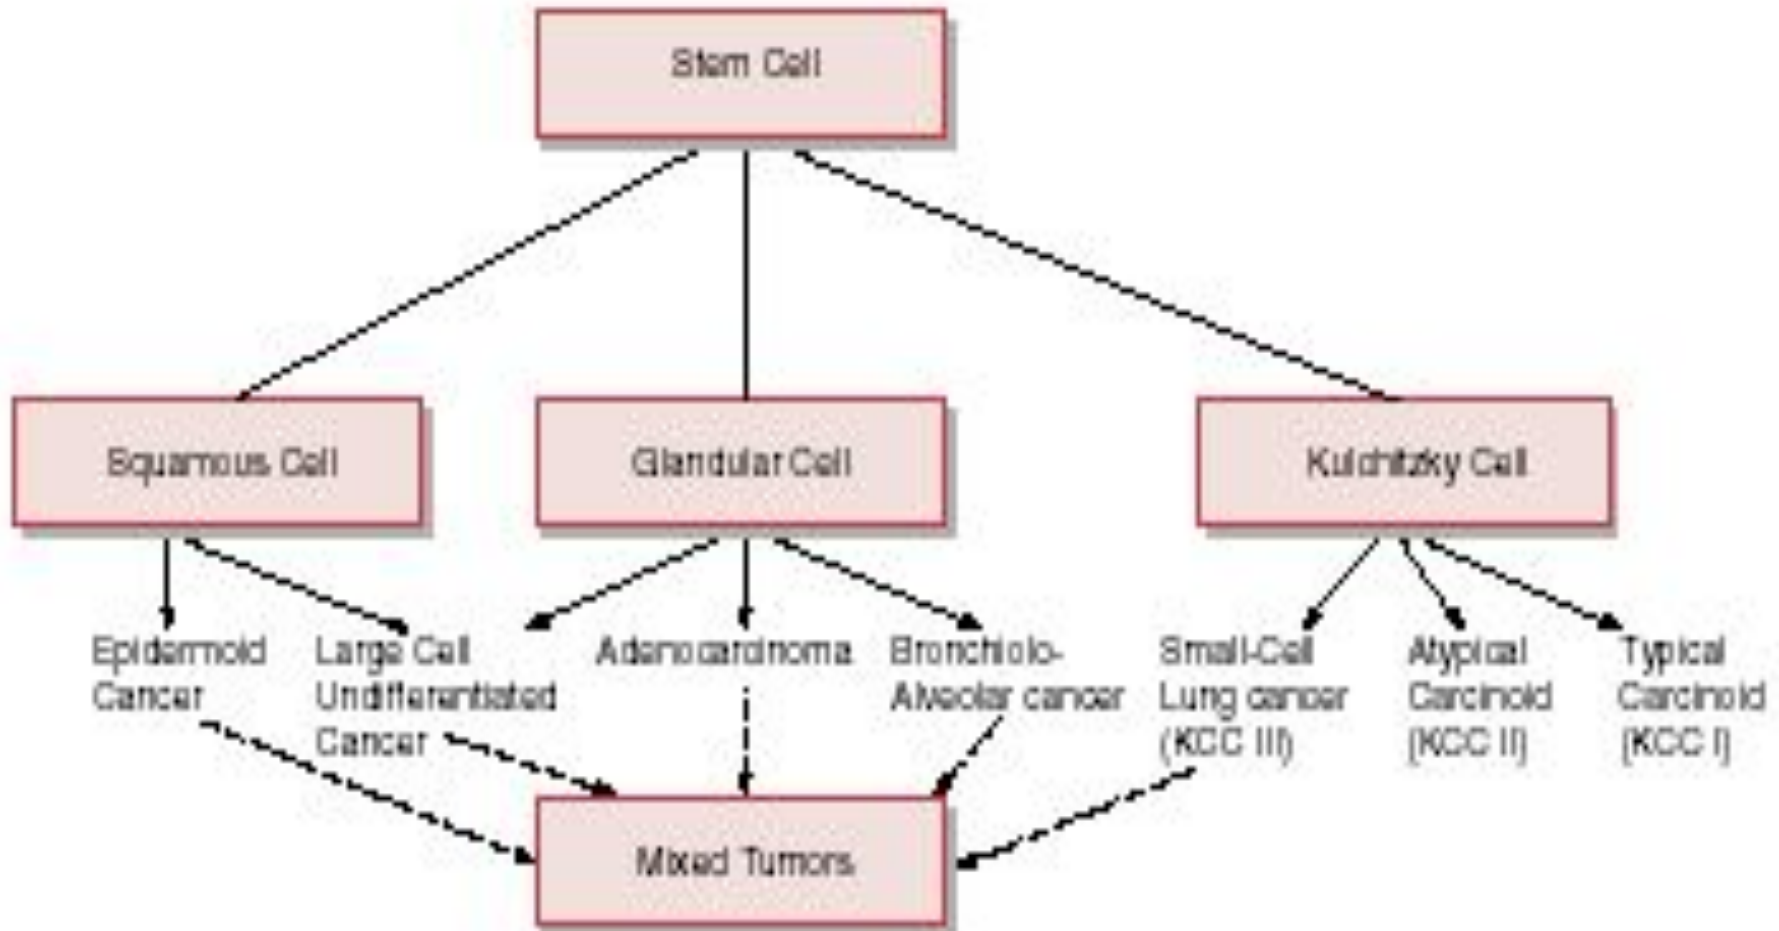 Stem Cell
Squamous Cell
Glandular Cell
Kulchitzky Cell
Epidermoid
Cancer
Large Cell
Undifferentiated
Cancer
Adenocarcinoma
Bronchiolo-
Alveolar cancer
Small-Cell
Lung cancer
(KCC III)
Atypical
Carcinoid
(KCC II)
Typical
Carcinoid
(KCC I)
Mixed Tumors